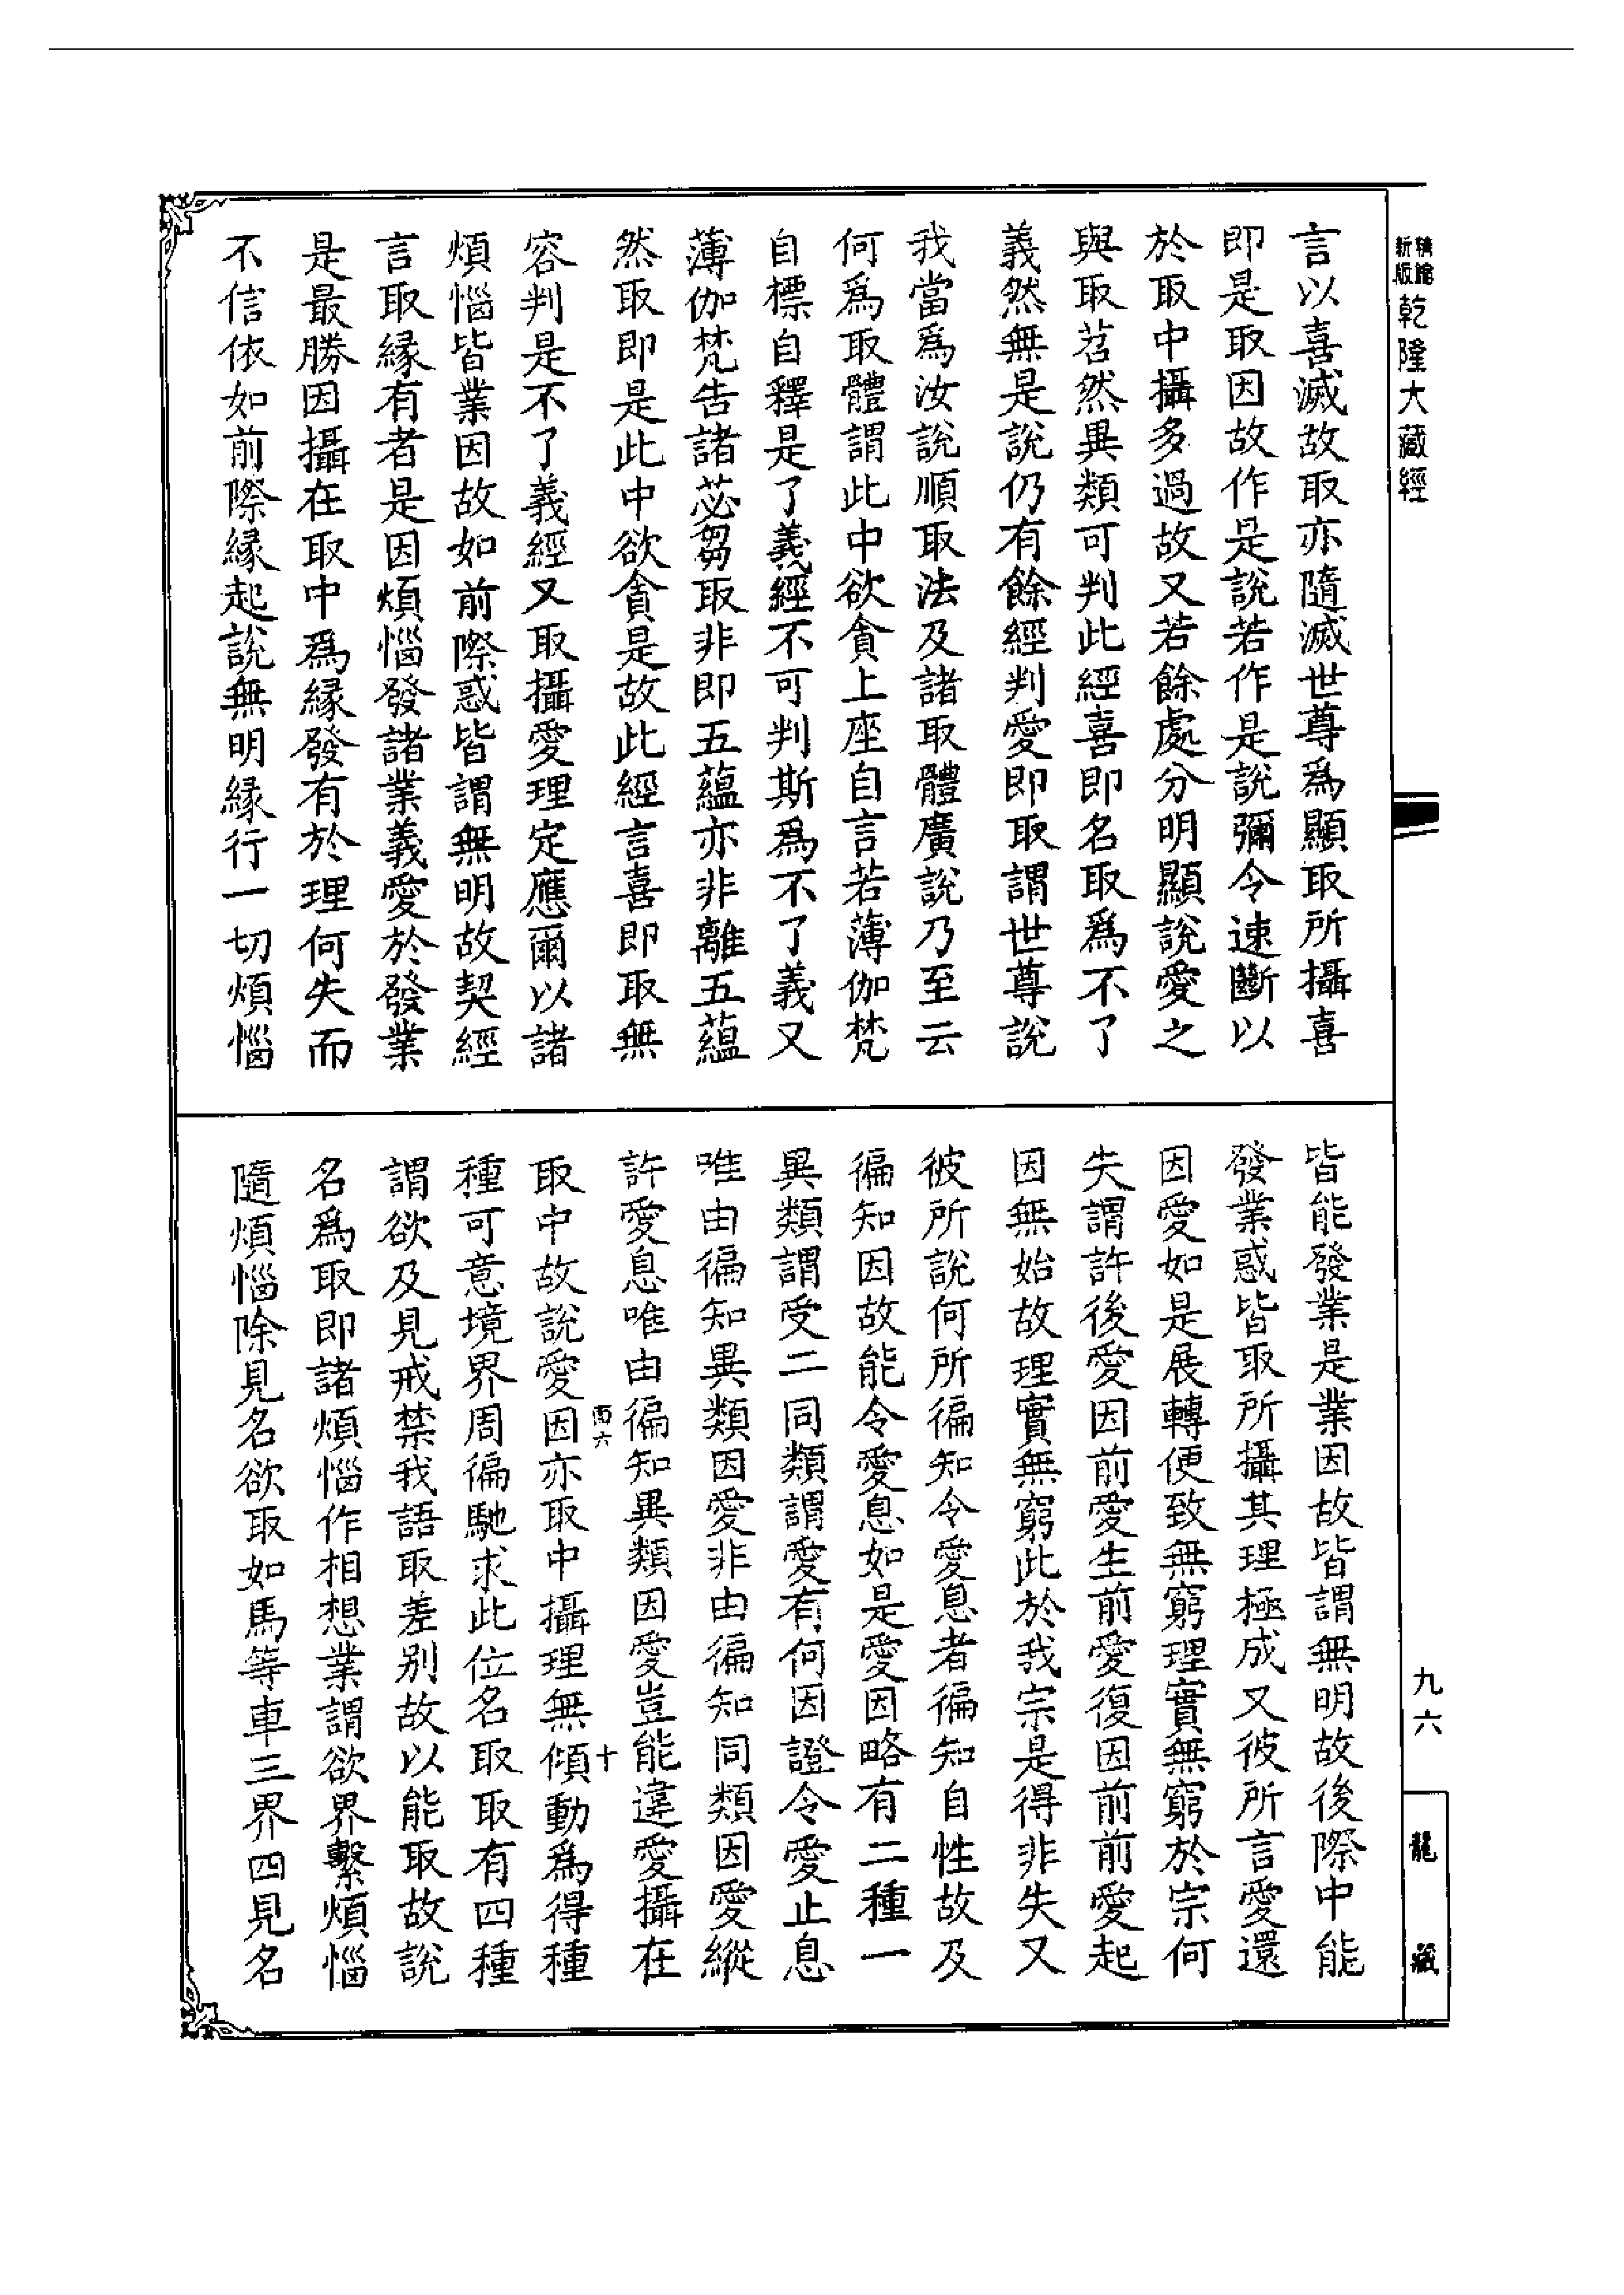 精繪
新版
乾隆大藏經
言以喜滅故取亦隨滅世尊爲顯取所攝喜
即是取因故作是說若作是說彌令速斷以
於取中攝多過故又若餘處分明顯說愛之
與取若然異類可判此經喜即名取爲不了
義然無是說仍有餘經判愛即取謂世尊說
我當爲汝說順取法及諸取體廣說乃至云
何爲取體謂此中欲貪上座自言若薄伽梵
自標自釋是了義經不可判斯爲不了義又
薄伽梵告諸苾芻取非即五蘊亦非離五蘊
然取即是此中欲貪是故此經言喜即取無
容判是不了義經又取攝愛理定應爾以諸
煩惱皆業因故如前際惑皆謂無明故契經
言取緣有者是因煩惱發諸業義愛於發業
是最勝因攝在取中爲緣發有於理何失而
不信依如前際緣起說無明緣行一切煩惱
皆能發業是業因故皆謂無明故後際中能
發業惑皆取所攝其理極成又彼所言愛還
因愛如是展轉便致無窮理實無窮於宗何
失謂許後愛因前愛生前愛復因前前愛起
因無始故理實無窮此於我宗是得非失又
彼所說何所徧知令愛息者徧知自性故及
徧知因故能令愛息如是愛因略有二種一
異類謂受二同類謂愛有何因證令愛止息
唯由徧知異類因愛非由徧知同類因愛縱
許愛息唯由徧知異類因愛豈能違愛攝在
取中故說愛因亦取中攝理無傾動爲得種
種可意境界周徧馳求此位名取取有四種
謂欲及見戒禁我語取差別故以能取故說
名爲取即諸煩惱作相想業謂欲界繫煩惱
隨煩惱除見名欲取如馬等車三界四見名
十
九六
龍
藏